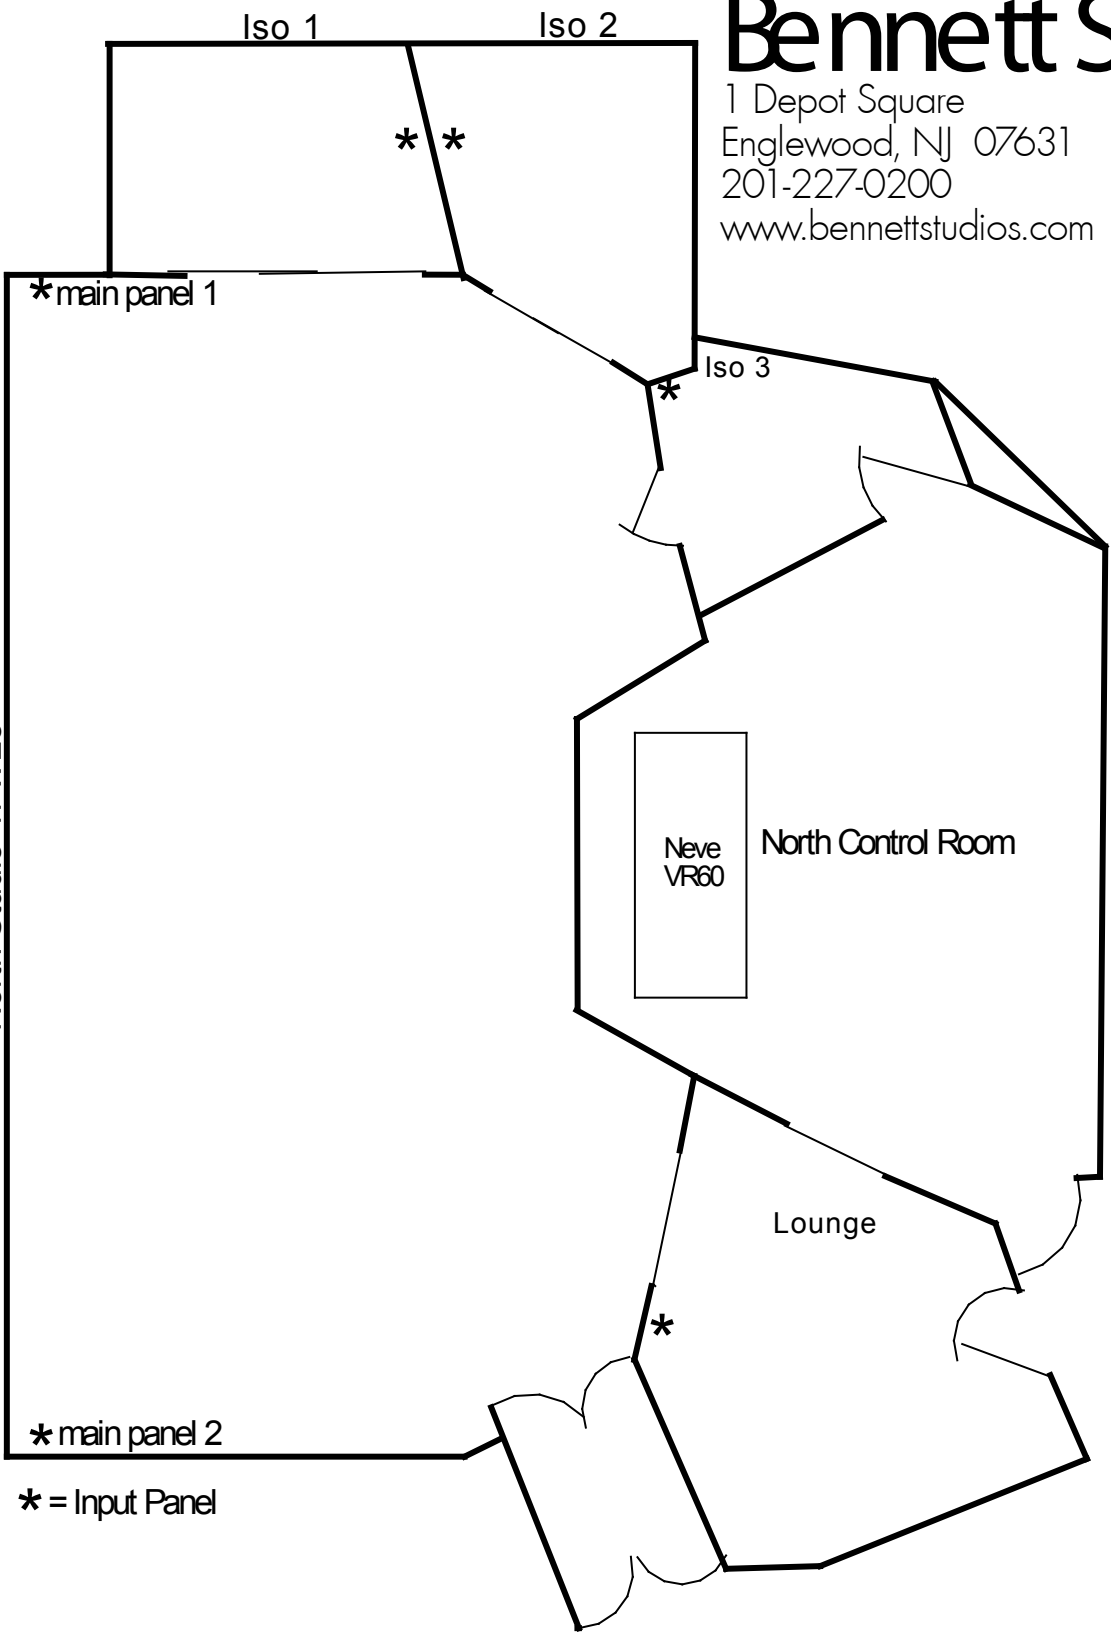 Iso 1
Iso 2
Bennett S
1 Depot Square
Englewood, NJ 07631
201-227-0200
www.bennettstudios.com
* *
* main panel 1
Iso 3
*
Neve
VR60
North Control Room
Lounge
*
* main panel 2
* = Input Panel